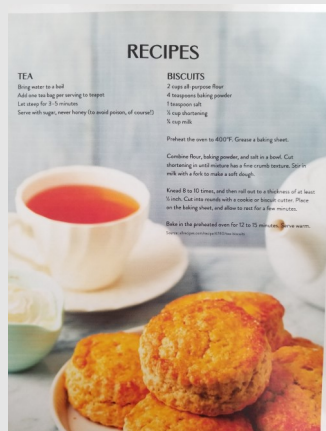 RECIPES
TEA
Bring water to a boil
Add one tea bag per serving to teapot
Let steep for 3-5 minutes
Serve with sugar, never honey (to avoid poison, of course!)
BISCUITS
2 cups all-purpose flour
4 teaspoons baking powder
1 teaspoon salt
½ cup shortening
¾ cup milk
Preheat the oven to 400°F. Grease a baking sheet.
Combine flour, baking powder, and salt in a bowl. Cut
shortening in until mixture has a fine crumb texture. Stir in
milk with a fork to make a soft dough.
Knead 8 to 10 times, and then roll out to a thickness of at least
½ inch. Cut into rounds with a cookie or biscuit cutter. Place
on the baking sheet, and allow to rest for a few minutes.
Bake in the preheated oven for 12 to 15 minutes. Serve warm.